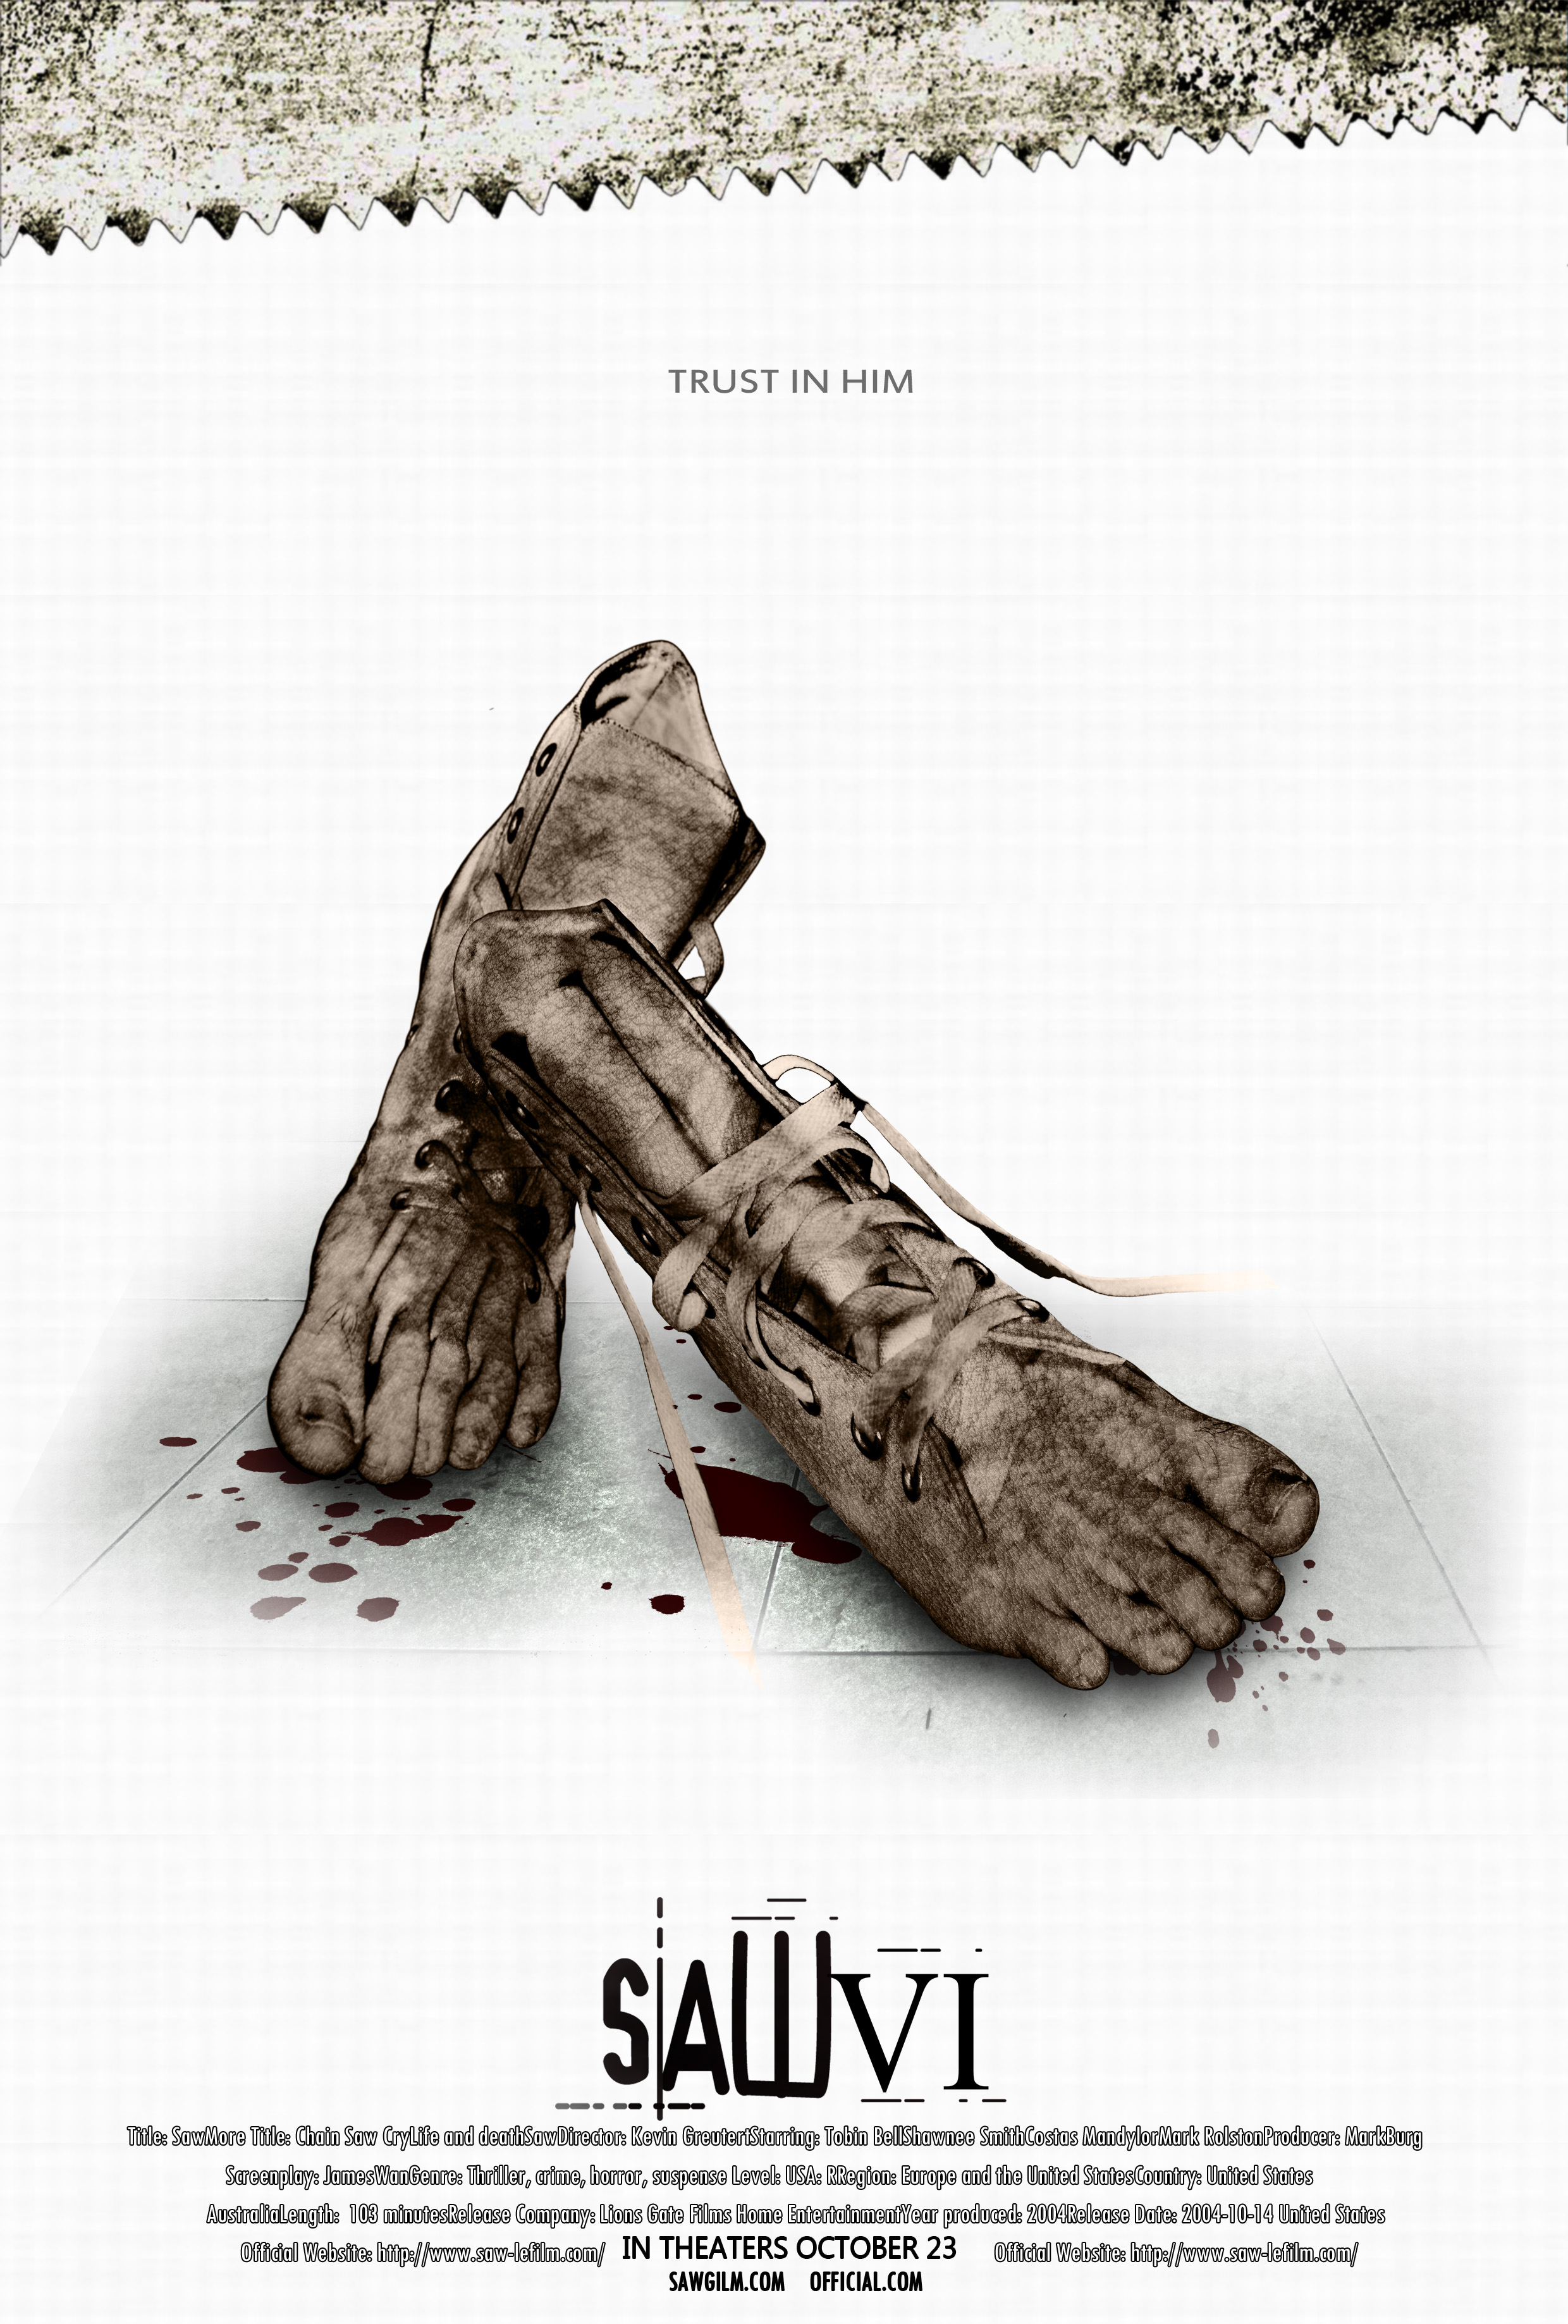 TRUST IN HIM
SAW VI
Title: SawMore Title: Chain Saw CryLife and deathSawDirector: Kevin GreutertStarring: Tobin BellShawnee SmithCostas MandylorMark RolstonProducer: MarkBurg
Screenplay: JamesWanGenre: Thriller, crime, horror, suspense Level: USA: RRegion: Europe and the United StatesCountry: United States
AustraliaLength: 103 minutesRelease Company: Lions Gate Films Home EntertainmentYear produced: 2004Release Date: 2004-10-14 United States
Official Website: http://www.saw-lefilm.com/ IN THEATERS OCTOBER 23 Official Website: http://www.saw-lefilm.com/
SAWGILM.COM OFFICIAL.COM